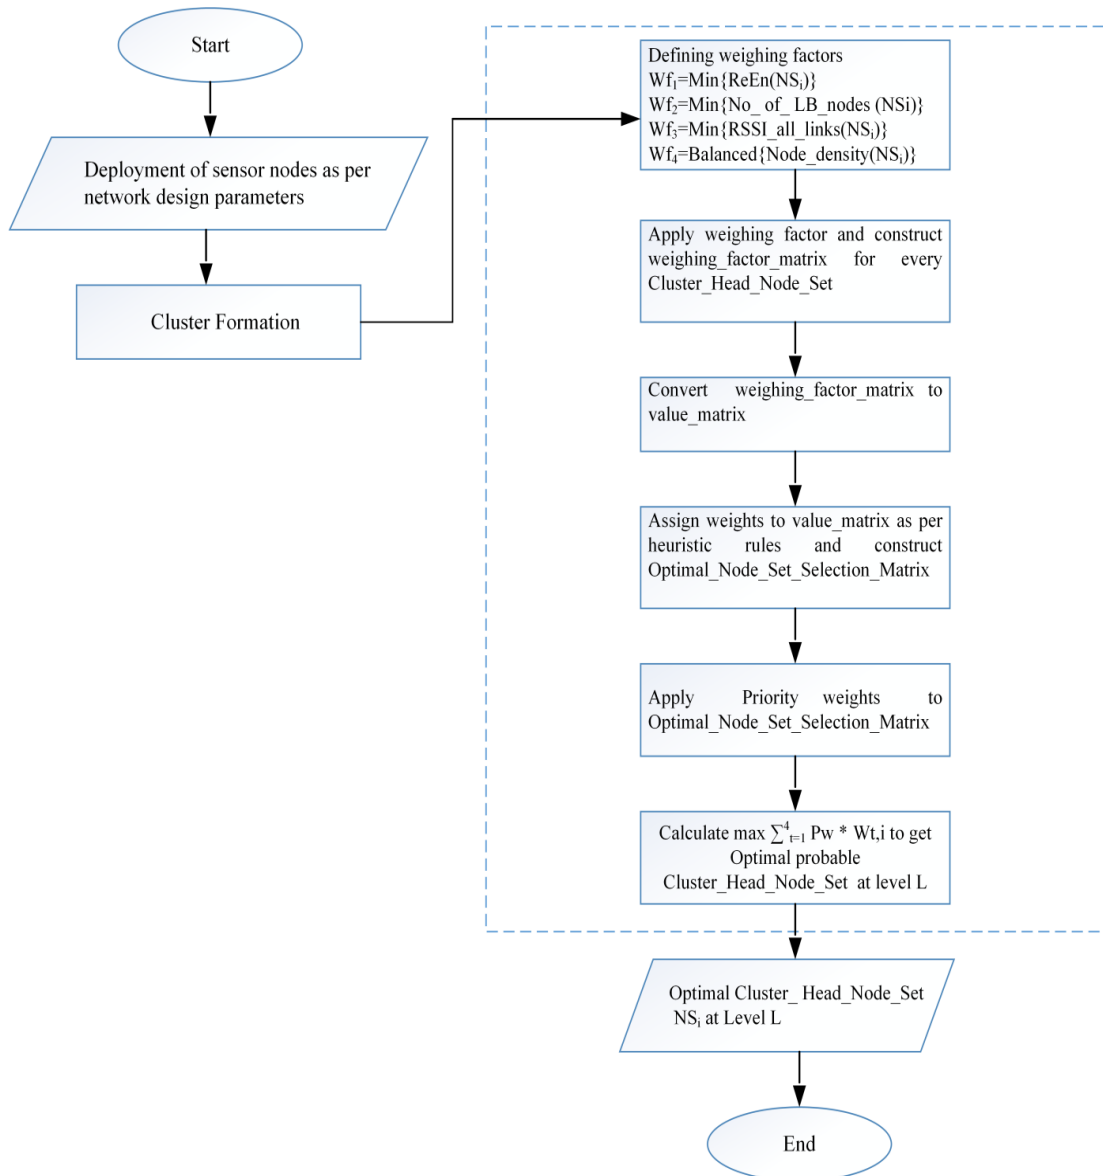 Start
Deployment of sensor nodes as per
network design parameters
Cluster Formation
Defining weighing factors
Wf₁=Min{ReEn(NSᵢ)}
Wf₂=Min{No_of_LB_nodes (NSi)}
Wf₃=Min{RSSI_all_links(NSᵢ)}
Wf₄=Balanced{Node_density(NSᵢ)}
Apply weighing factor and construct
weighing_factor_matrix for every
Cluster_Head_Node_Set
Convert weighing_factor_matrix to
value_matrix
Assign weights to value_matrix as per
heuristic rules and construct
Optimal_Node_Set_Selection_Matrix
Apply Priority weights to
Optimal_Node_Set_Selection_Matrix
Calculate max ∑⁴ₜ₌₁ Pw * Wt,i to get
Optimal probable
Cluster_Head_Node_Set at level L
Optimal Cluster_ Head_Node_Set
NSᵢ at Level L
End